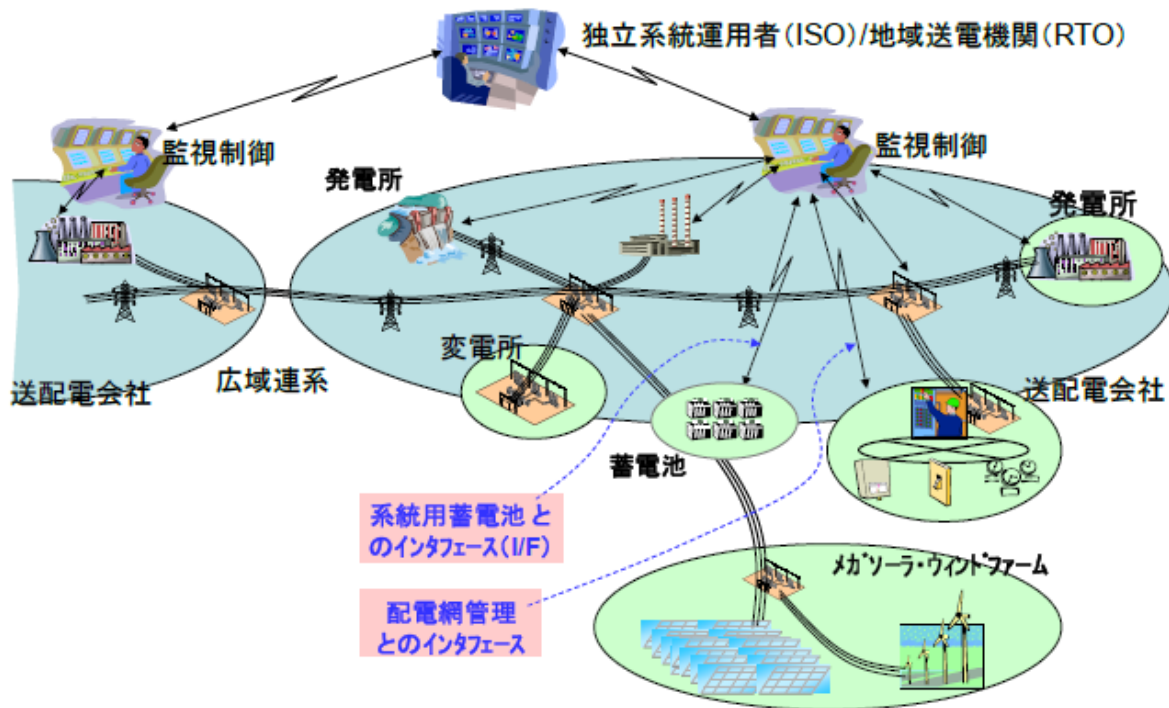 独立系統運用者(ISO)/地域送電機関(RTO)
監視制御
監視制御
発電所
発電所
変電所
送配電会社
広域連系
送配電会社
蓄電池
系統用蓄電池と
のインタフェース(I/F)
メガソーラ・ウィンドファーム
配電網管理
とのインタフェース